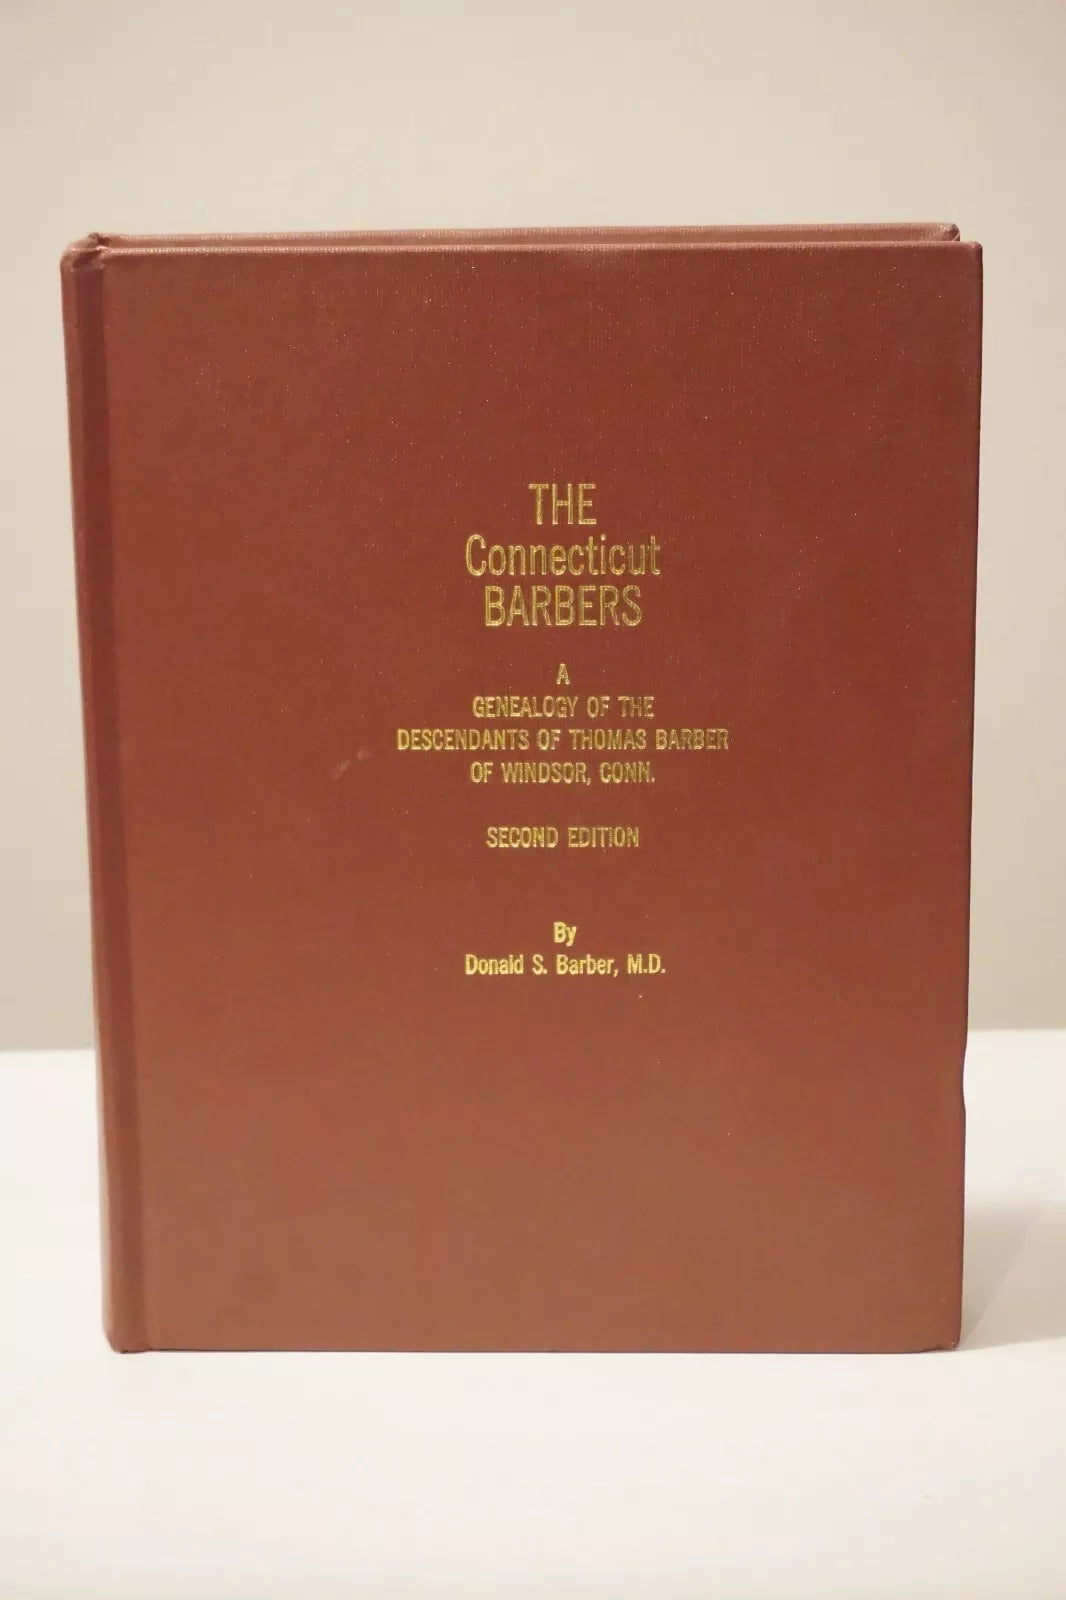 THE
Connecticut
BARBERS
A
GENEALOGY OF THE
DESCENDANTS OF THOMAS BARBER
OF WINDSOR, CONN.
SECOND EDITION
By
Donald S. Barber, M.D.